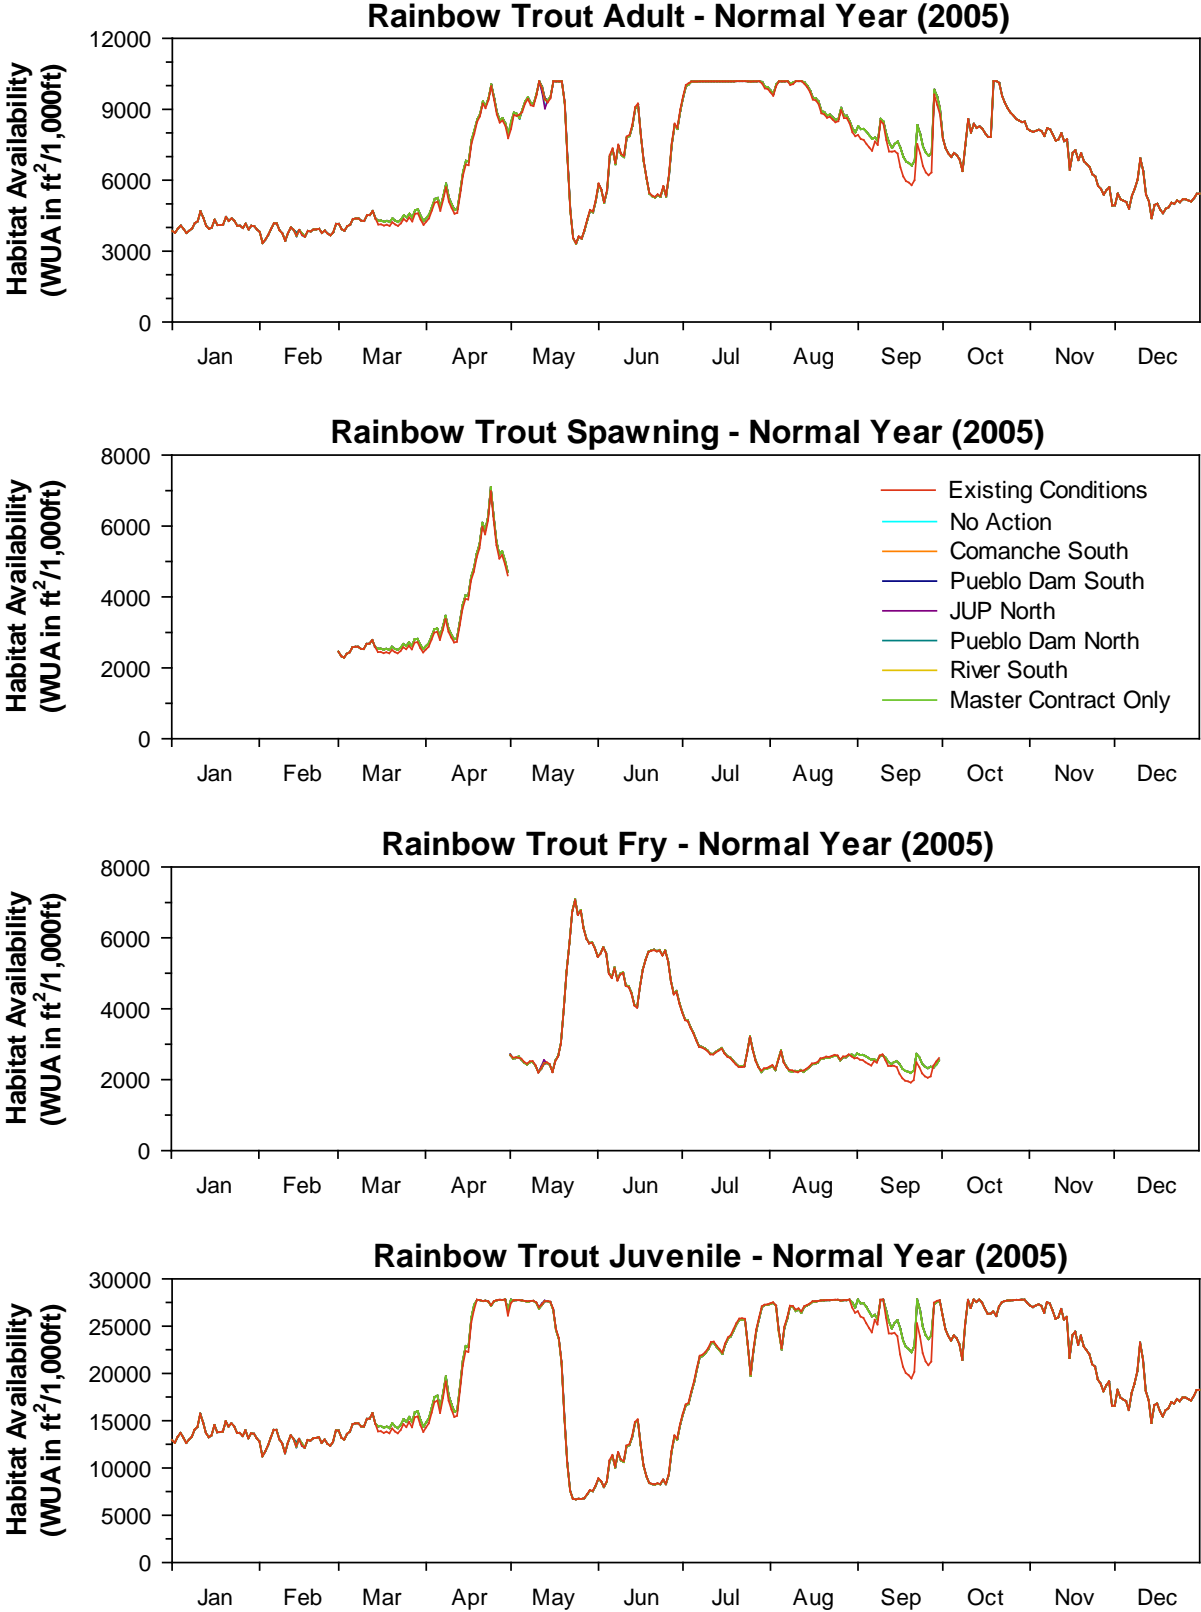 Rainbow Trout Adult - Normal Year (2005)
Habitat Availability
(WUA in ft²/1,000ft)
12000
9000
6000
3000
0
Jan Feb Mar Apr May Jun Jul Aug Sep Oct Nov Dec
Rainbow Trout Spawning - Normal Year (2005)
Habitat Availability
(WUA in ft²/1,000ft)
8000
6000
4000
2000
0
Existing Conditions
No Action
Comanche South
Pueblo Dam South
JUP North
Pueblo Dam North
River South
Master Contract Only
Jan Feb Mar Apr May Jun Jul Aug Sep Oct Nov Dec
Rainbow Trout Fry - Normal Year (2005)
Habitat Availability
(WUA in ft²/1,000ft)
8000
6000
4000
2000
0
Jan Feb Mar Apr May Jun Jul Aug Sep Oct Nov Dec
Rainbow Trout Juvenile - Normal Year (2005)
Habitat Availability
(WUA in ft²/1,000ft)
30000
25000
20000
15000
10000
5000
0
Jan Feb Mar Apr May Jun Jul Aug Sep Oct Nov Dec